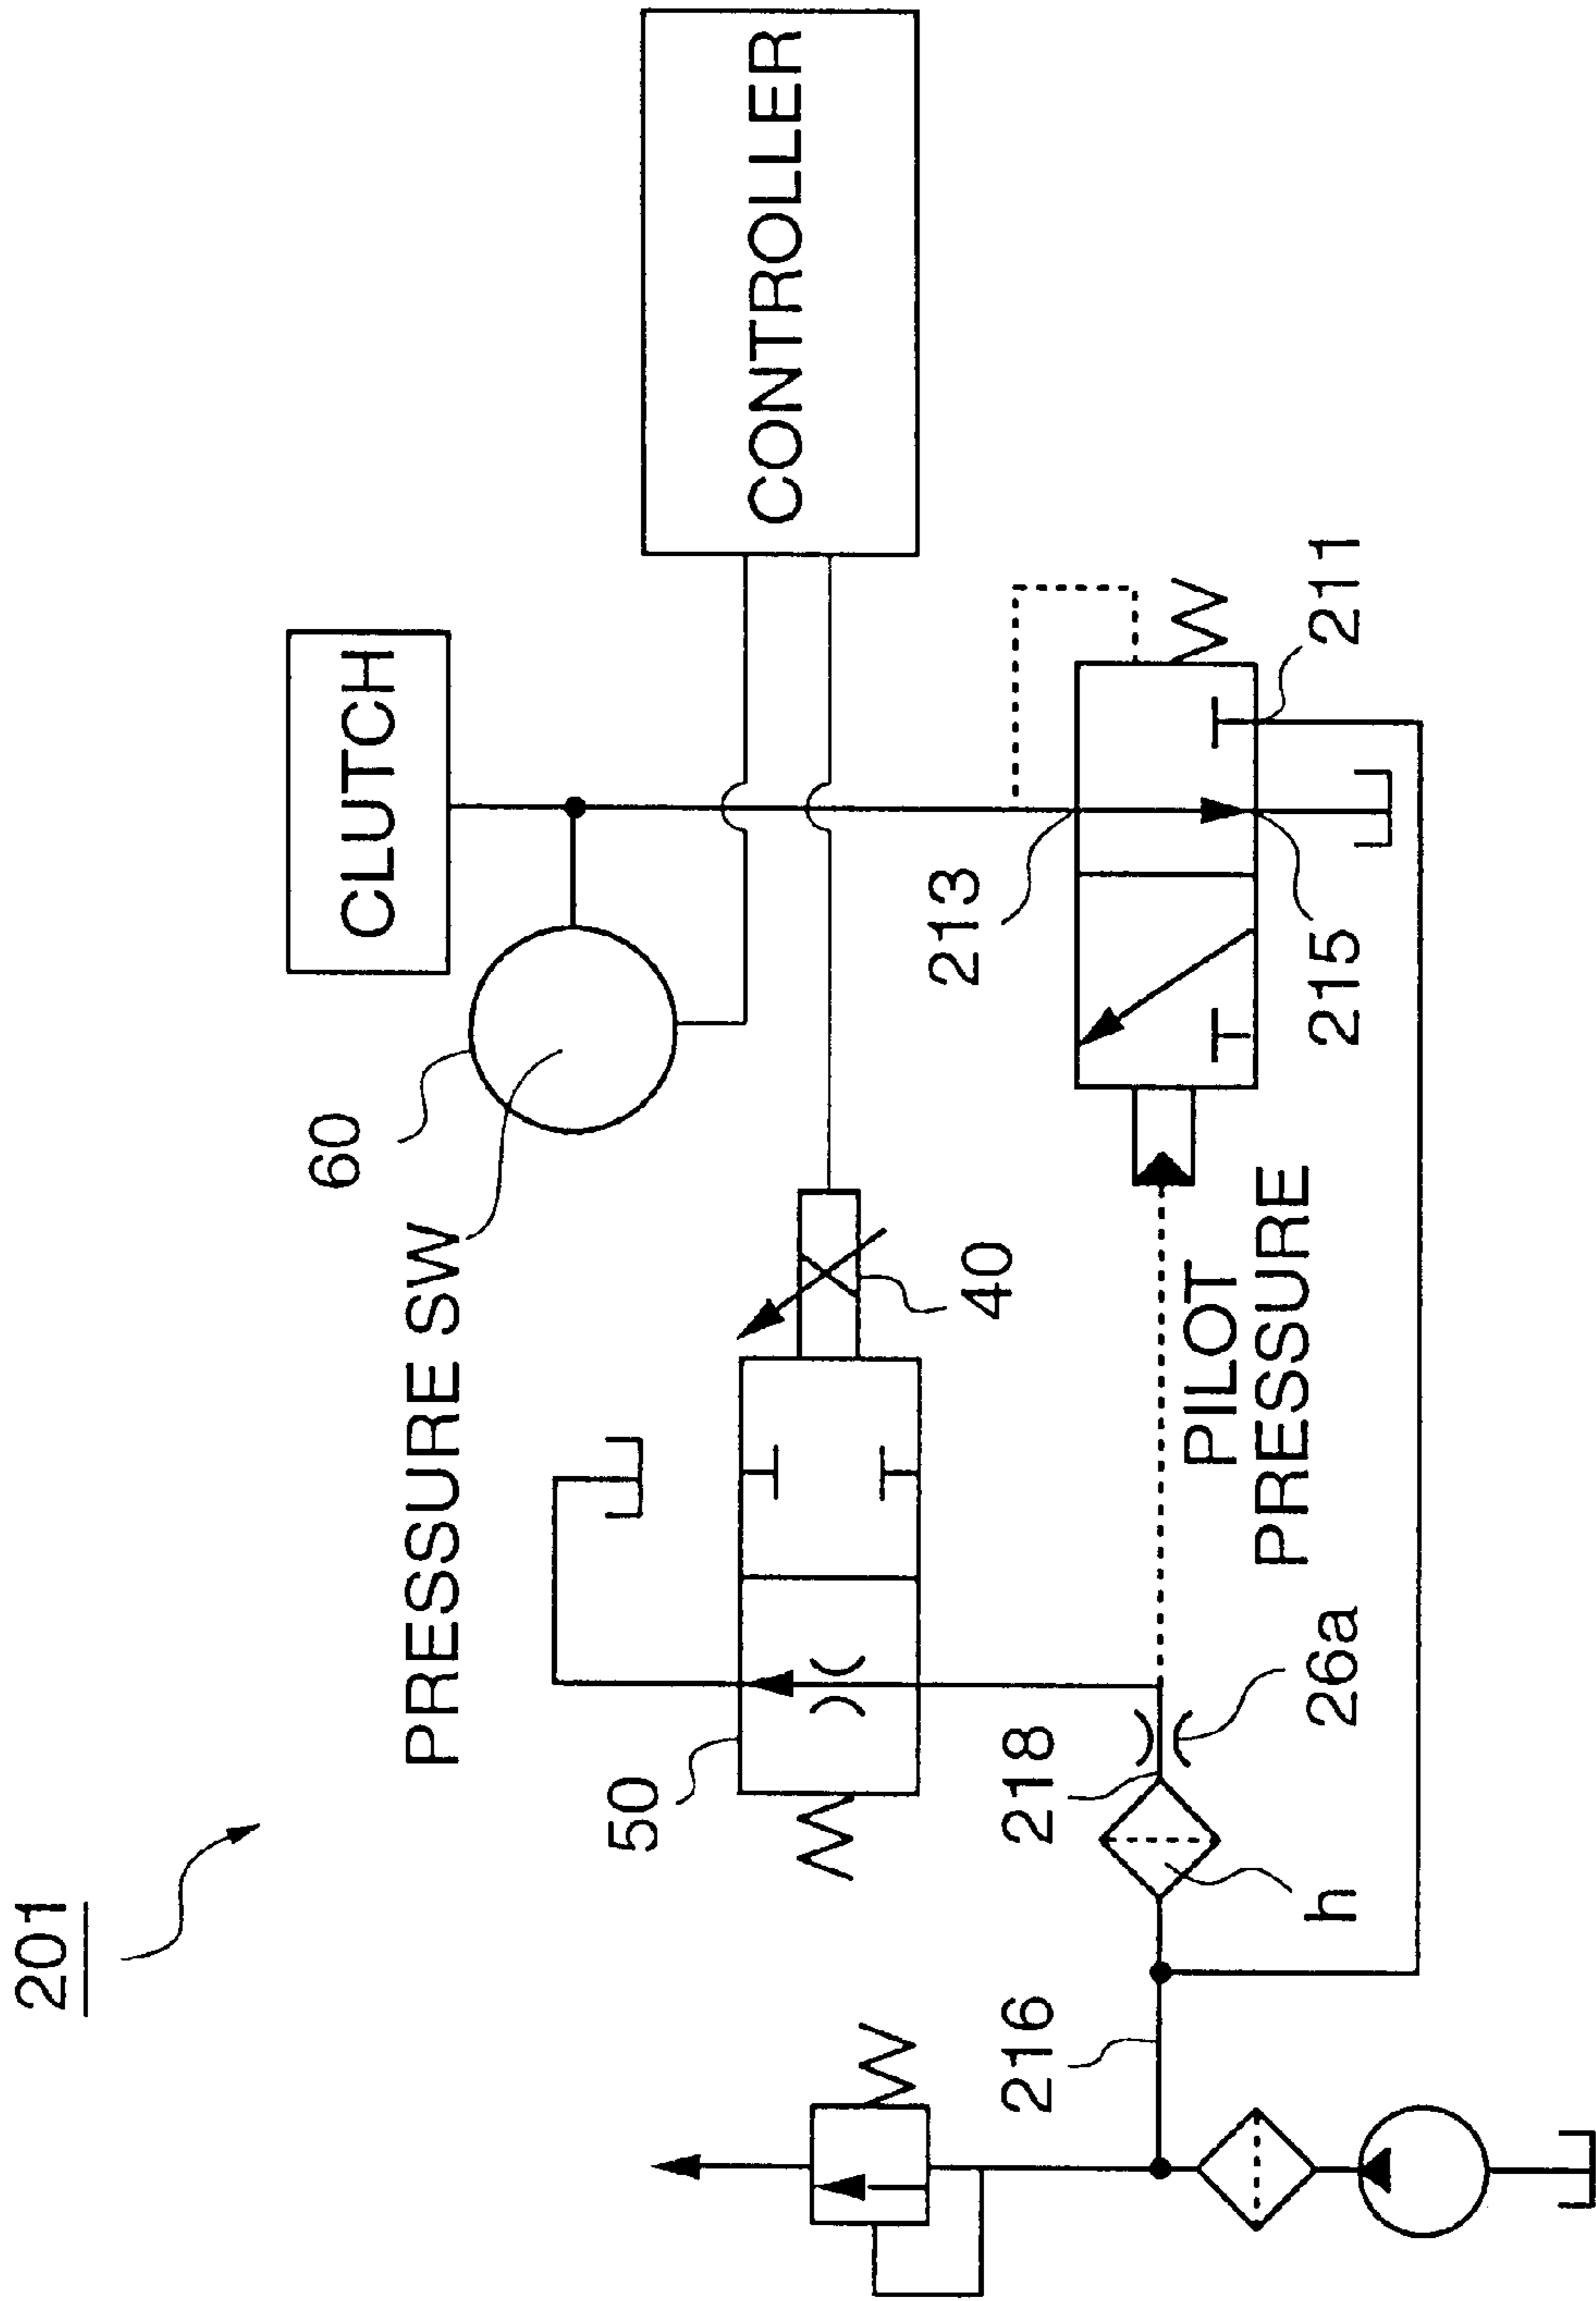 201
CLUTCH
CONTROLLER
60
PRESSURE SW
50
40
213
211
215
216
218
26a
h
PILOT
PRESSURE